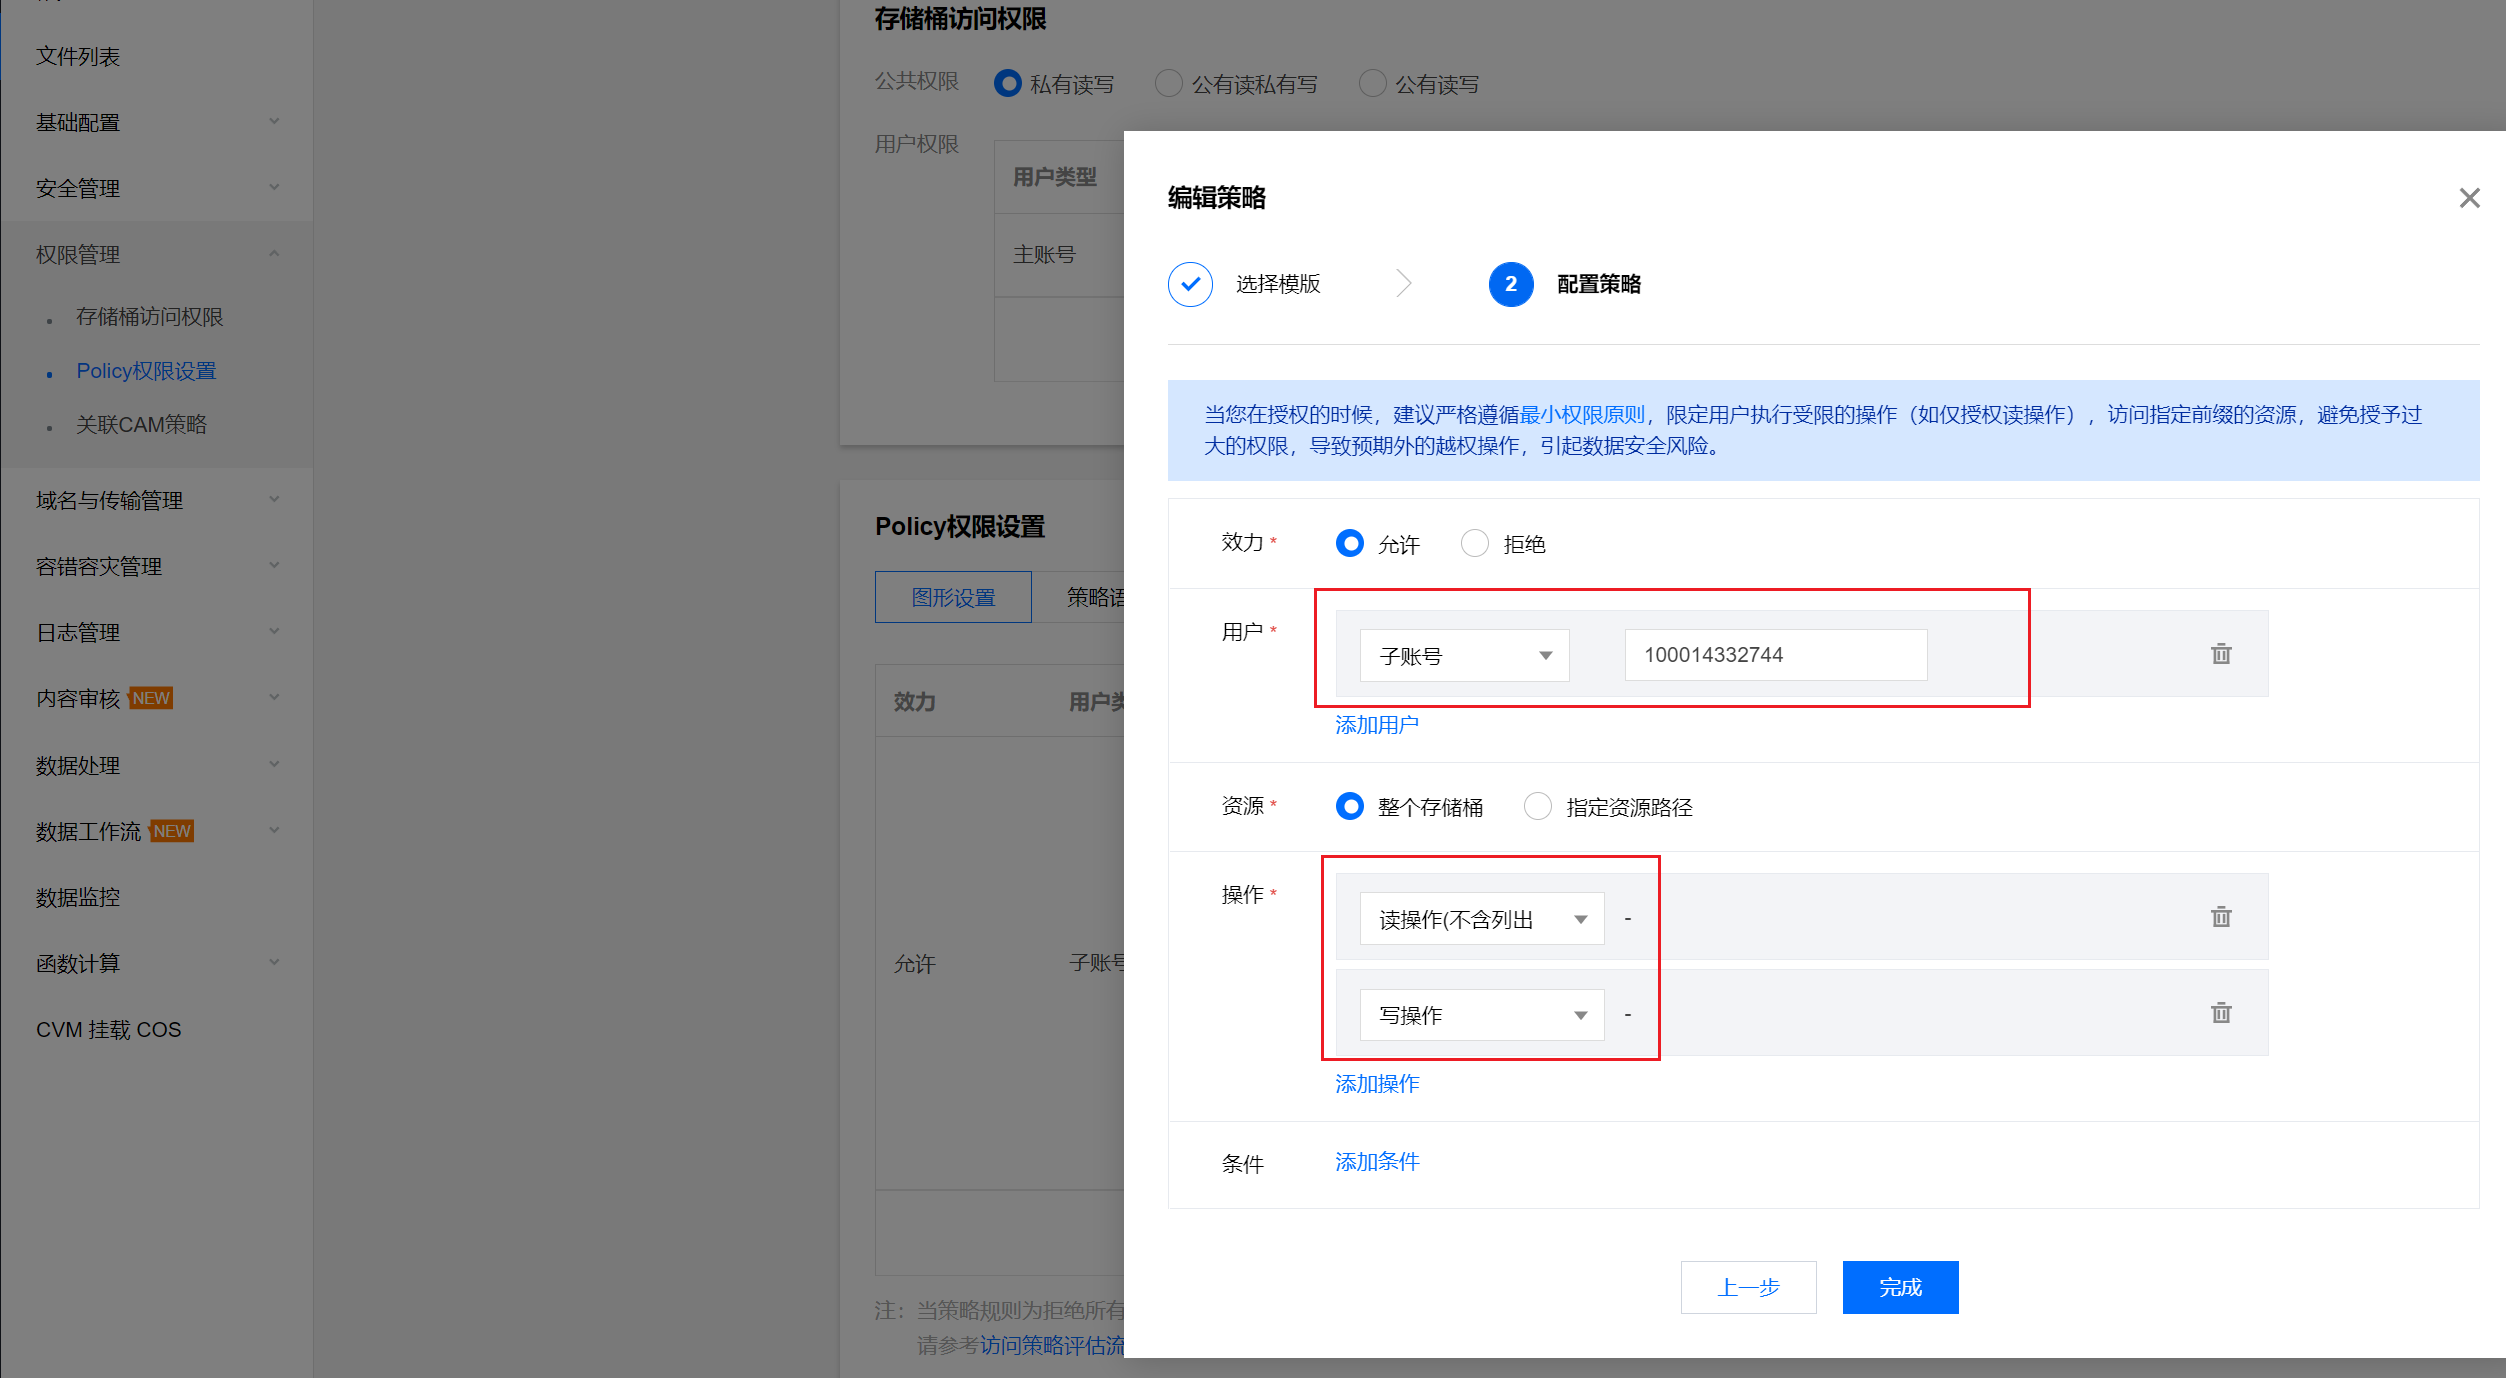 文件列表
基础配置
安全管理
权限管理
存储桶访问权限
Policy权限设置
关联CAM策略
域名与传输管理
容错容灾管理
日志管理
内容审核 NEW
数据处理
数据工作流 NEW
数据监控
函数计算
CVM 挂载 COS
存储桶访问权限
公共权限 私有读写 公有读私有写 公有读写
用户权限
用户类型
主账号
Policy权限设置
图形设置 策略语
效力 用户类
允许 子账号
注： 当策略规则为拒绝所有
请参考访问策略评估流
编辑策略
选择模版 2 配置策略
当您在授权的时候，建议严格遵循最小权限原则，限定用户执行受限的操作（如仅授权读操作），访问指定前缀的资源，避免授予过
大的权限，导致预期外的越权操作，引起数据安全风险。
效力 * 允许 拒绝
用户 * 子账号 100014332744
添加用户
资源 * 整个存储桶 指定资源路径
操作 * 读操作(不含列出 -
写操作 -
添加操作
条件 添加条件
上一步 完成